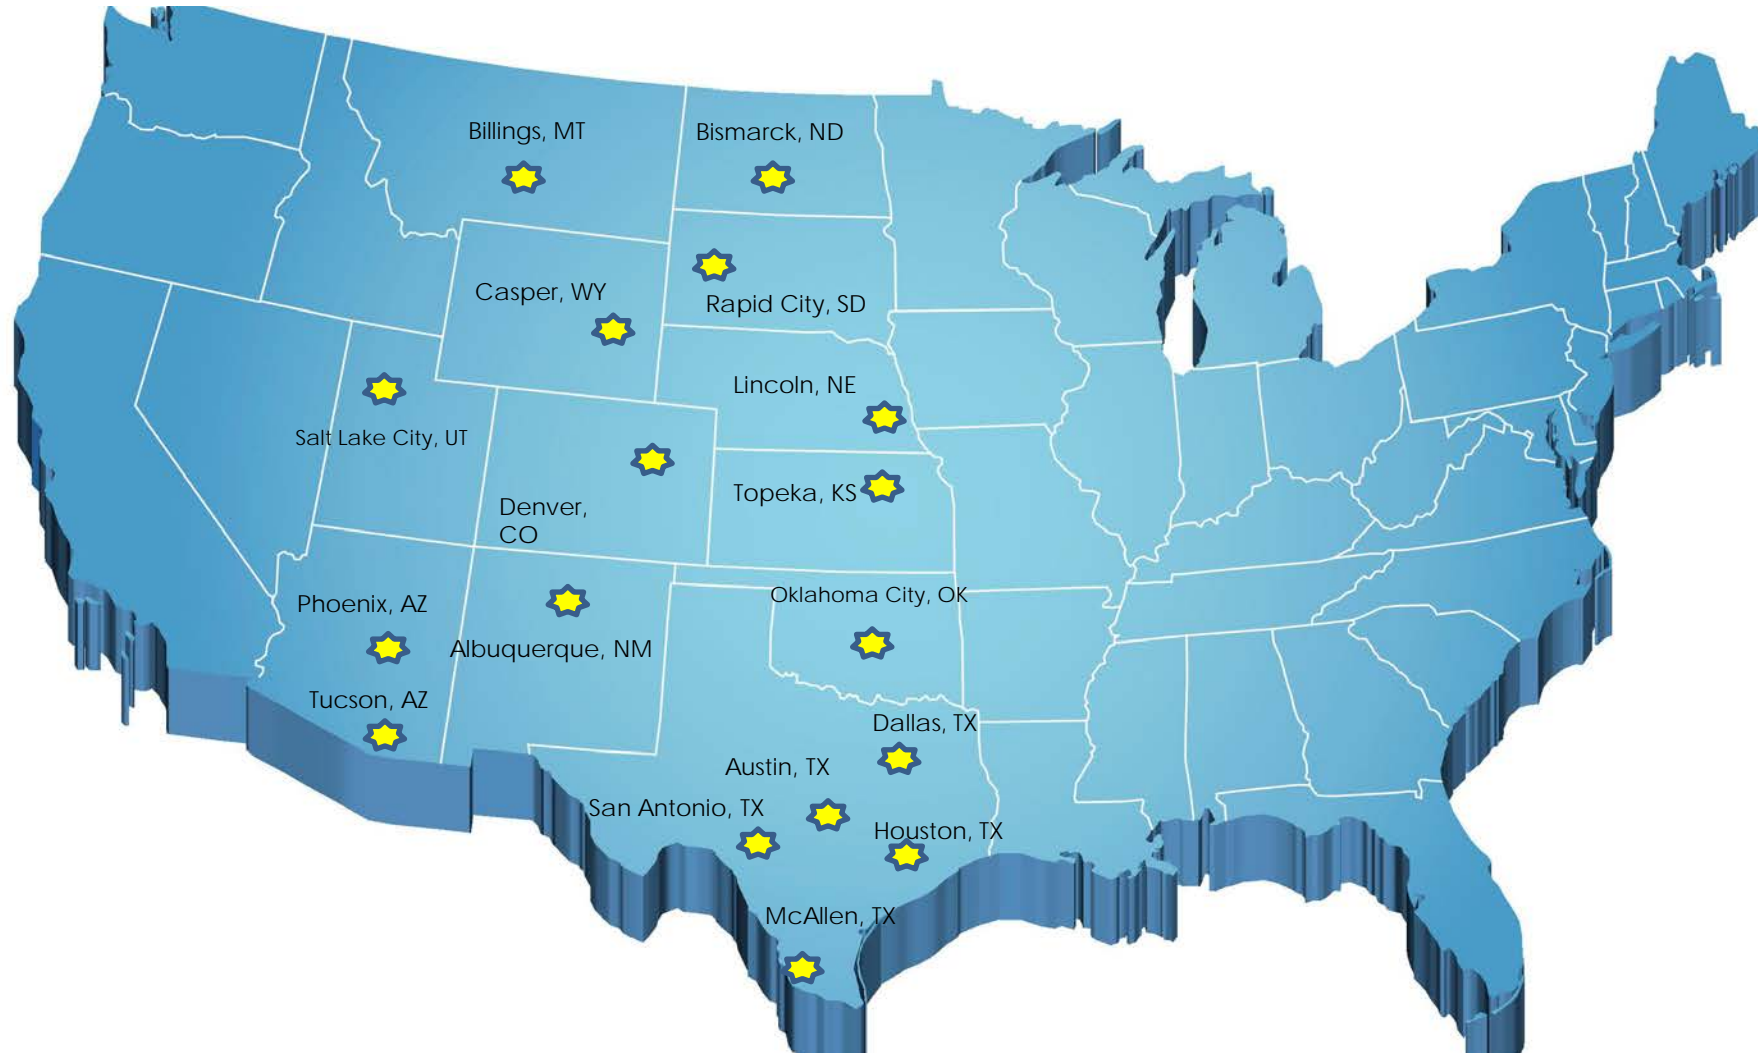 Billings, MT
Bismarck, ND
Casper, WY
Rapid City, SD
Lincoln, NE
Salt Lake City, UT
Topeka, KS
Denver,
CO
Oklahoma City, OK
Phoenix, AZ
Albuquerque, NM
Tucson, AZ
Dallas, TX
Austin, TX
San Antonio, TX
Houston, TX
McAllen, TX